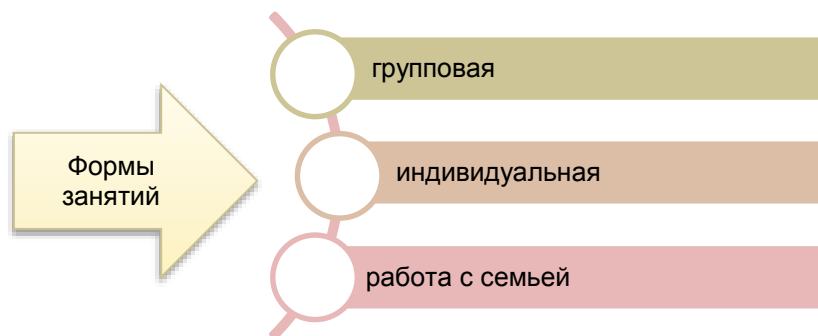 Формы
занятий
групповая
индивидуальная
работа с семьей